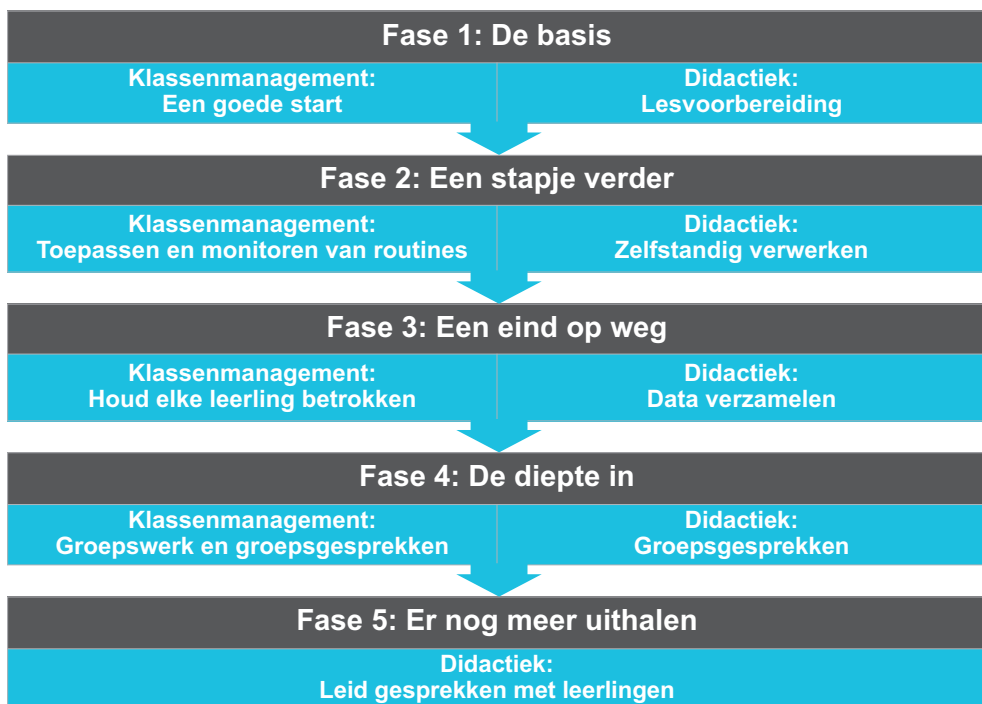 Fase 1: De basis
Klassenmanagement:
Een goede start
Didactiek:
Lesvoorbereiding
Fase 2: Een stapje verder
Klassenmanagement:
Toepassen en monitoren van routines
Didactiek:
Zelfstandig verwerken
Fase 3: Een eind op weg
Klassenmanagement:
Houd elke leerling betrokken
Didactiek:
Data verzamelen
Fase 4: De diepte in
Klassenmanagement:
Groepswerk en groepsgesprekken
Didactiek:
Groepsgesprekken
Fase 5: Er nog meer uithalen
Didactiek:
Leid gesprekken met leerlingen